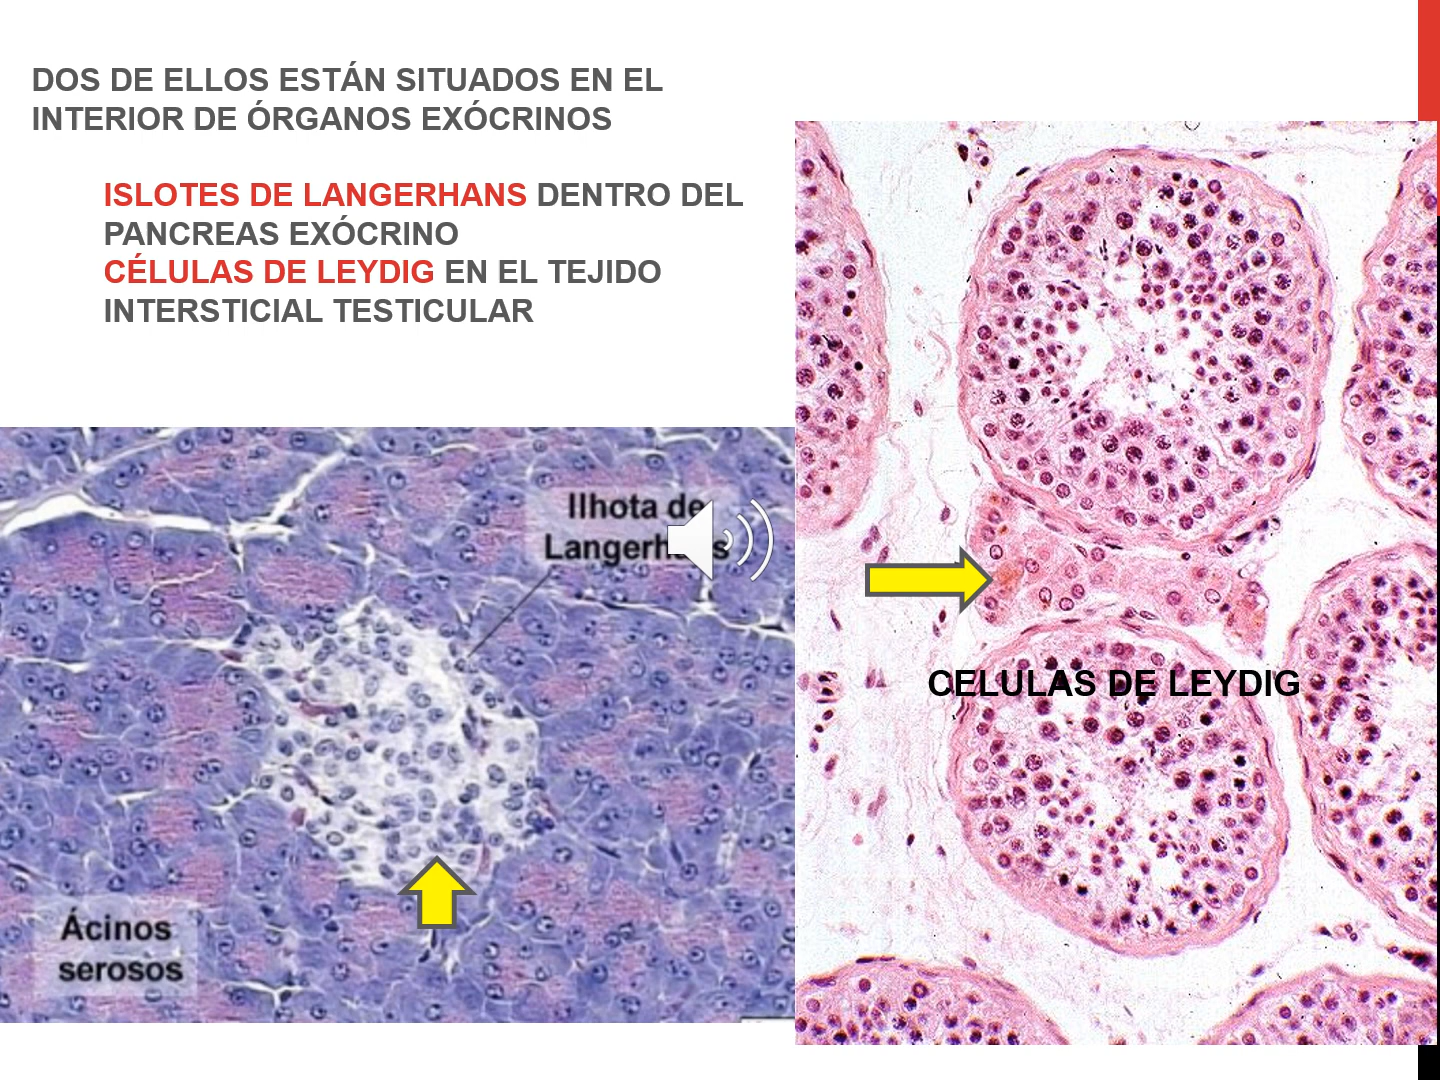 DOS DE ELLOS ESTÁN SITUADOS EN EL
INTERIOR DE ÓRGANOS EXÓCRINOS
ISLOTES DE LANGERHANS DENTRO DEL
PANCREAS EXÓCRINO
CÉLULAS DE LEYDIG EN EL TEJIDO
INTERSTICIAL TESTICULAR
Ilhota de
Langerhans
Ácinos
serosos
CELULAS DE LEYDIG